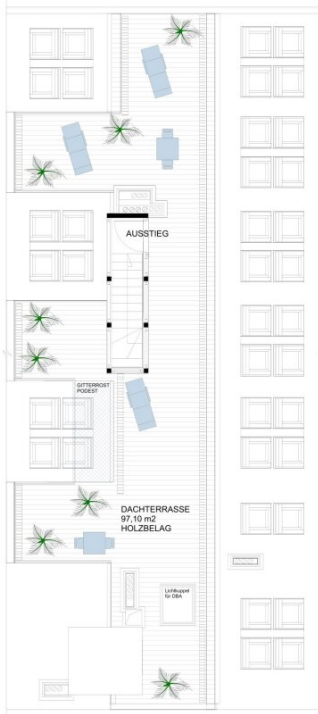 AUSSTIEG
GITTERROST
PODEST
DACHTERRASSE
97,10 m2
HOLZBELAG
Lichtkuppel
für DBA